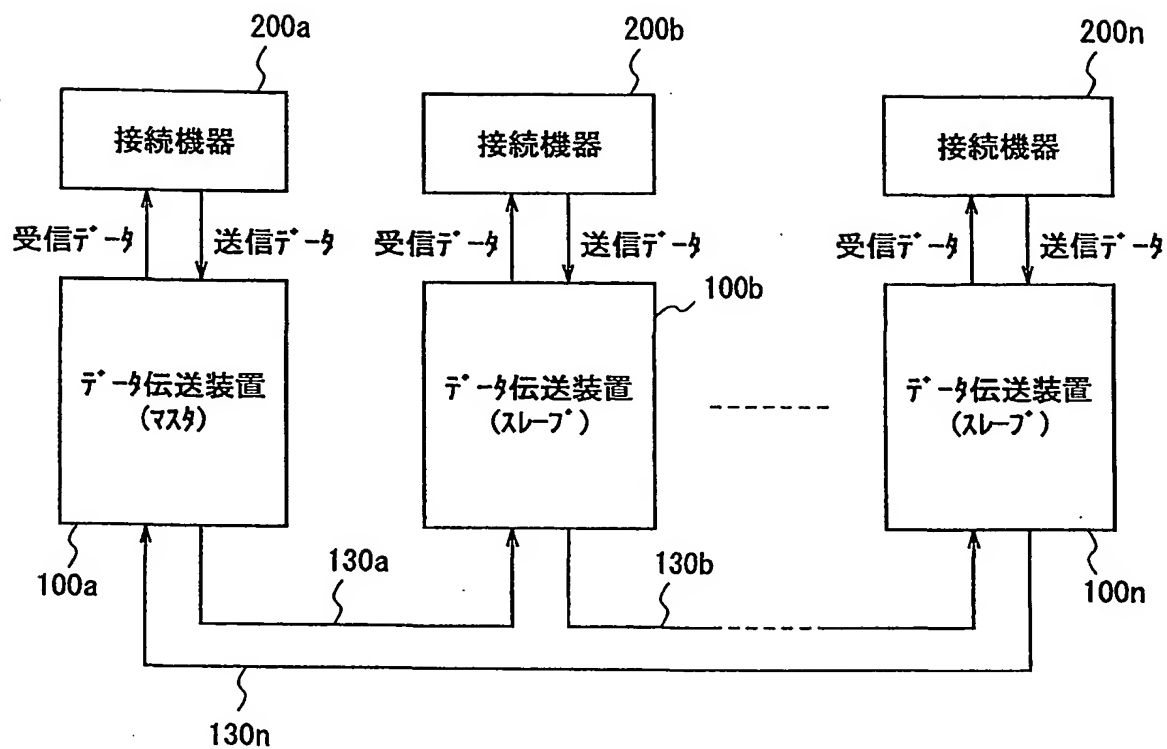 200a
200b
200n
接続機器
接続機器
接続機器
受信データ
送信データ
受信データ
送信データ
受信データ
送信データ
100b
データ伝送装置
(マスタ)
データ伝送装置
(スレーブ)
データ伝送装置
(スレーブ)
100a
130a
130b
100n
130n